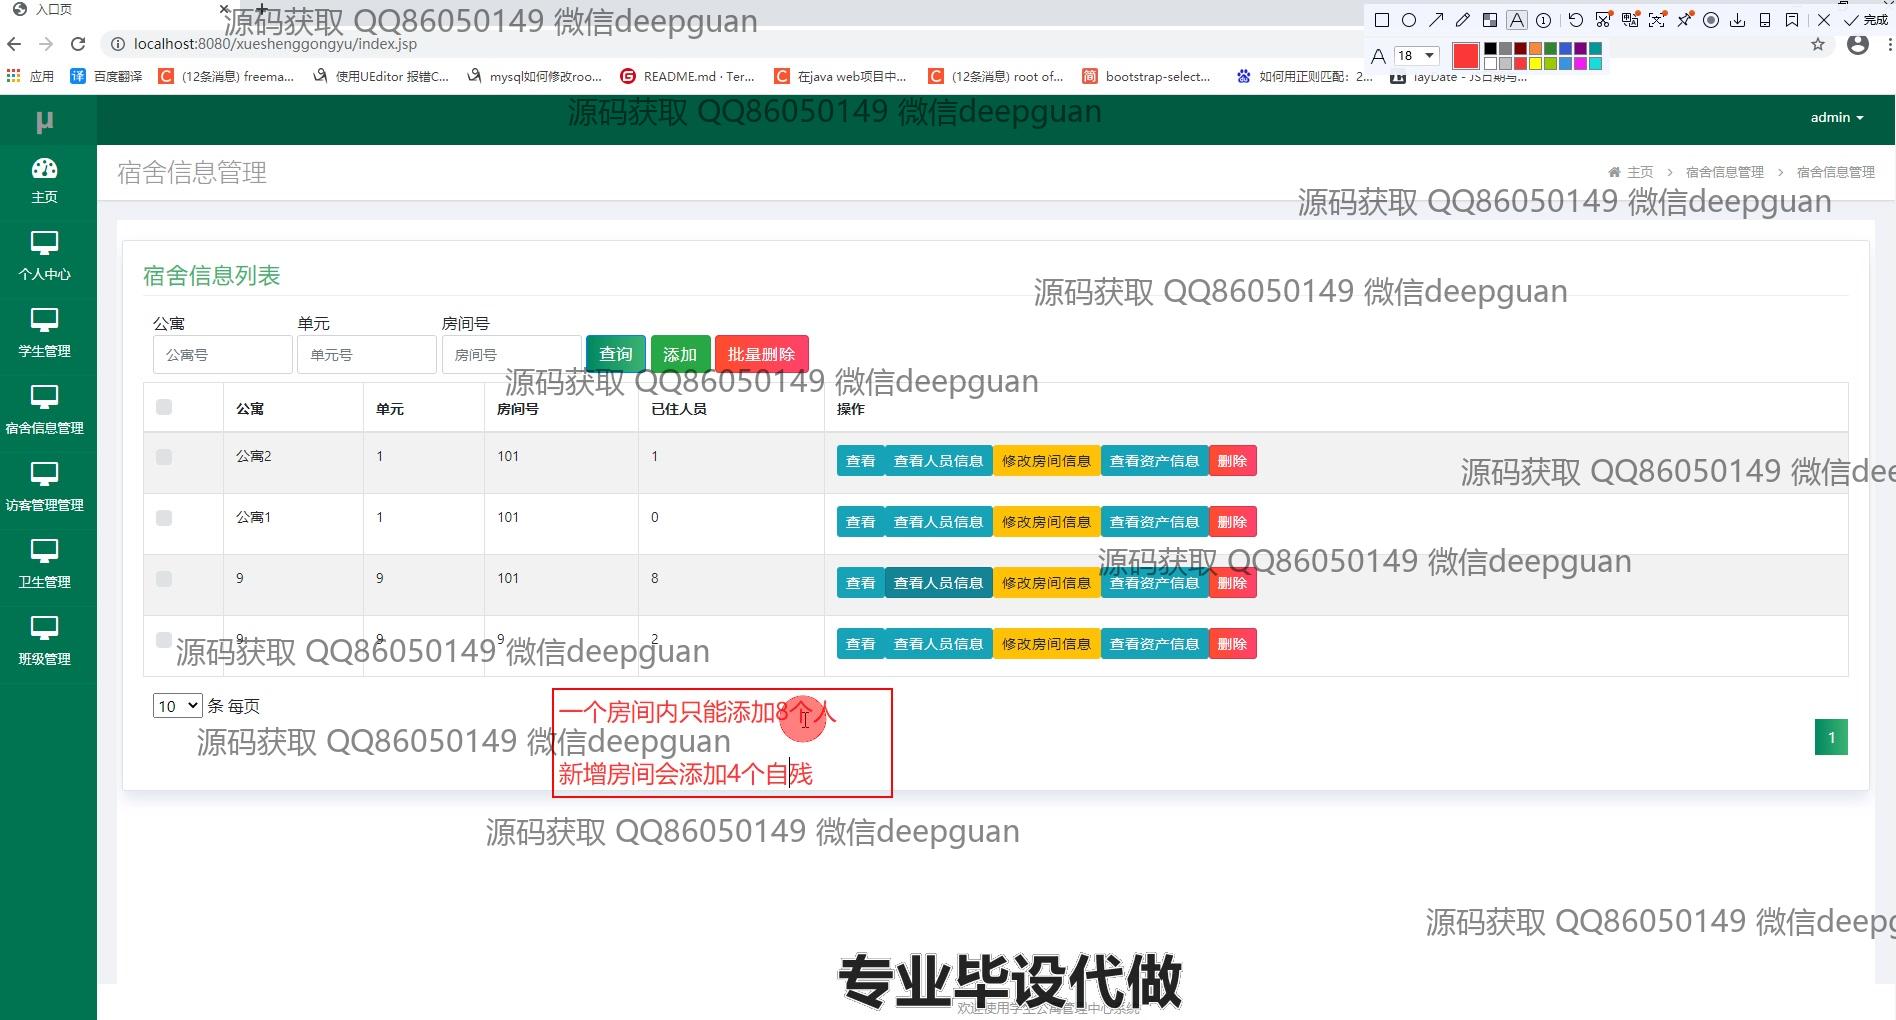 入口页
源码获取 QQ86050149 微信deepguan
完成
localhost:8080/xueshenggongyu/index.jsp
A 18
应用 百度翻译 (12条消息) freema... 使用UEditor 报错C... mysql如何修改roo... README.md · Ter... 在java web项目中... (12条消息) root of... bootstrap-select... 如何用正则匹配：2... layDate - JS日期与...
源码获取 QQ86050149 微信deepguan
μ
admin
宿舍信息管理
主页 > 宿舍信息管理 > 宿舍信息管理
源码获取 QQ86050149 微信deepguan
主页
个人中心
学生管理
宿舍信息管理
访客管理管理
卫生管理
班级管理
宿舍信息列表
源码获取 QQ86050149 微信deepguan
公寓 单元 房间号
公寓号 单元号 房间号 查询 添加 批量删除
源码获取 QQ86050149 微信deepguan
公寓 单元 房间号 已住人员 操作
公寓2 1 101 1 查看 查看人员信息 修改房间信息 查看资产信息 删除
源码获取 QQ86050149 微信dee
公寓1 1 101 0 查看 查看人员信息 修改房间信息 查看资产信息 删除
源码获取 QQ86050149 微信deepguan
9 9 101 8 查看 查看人员信息 修改房间信息 查看资产信息 删除
9 9 9 2 查看 查看人员信息 修改房间信息 查看资产信息 删除
源码获取 QQ86050149 微信deepguan
10 条 每页
一个房间内只能添加8个人
源码获取 QQ86050149 微信deepguan
1
新增房间会添加4个自残
源码获取 QQ86050149 微信deepguan
源码获取 QQ86050149 微信deepg
专业毕设代做
欢迎使用学生公寓管理中心系统